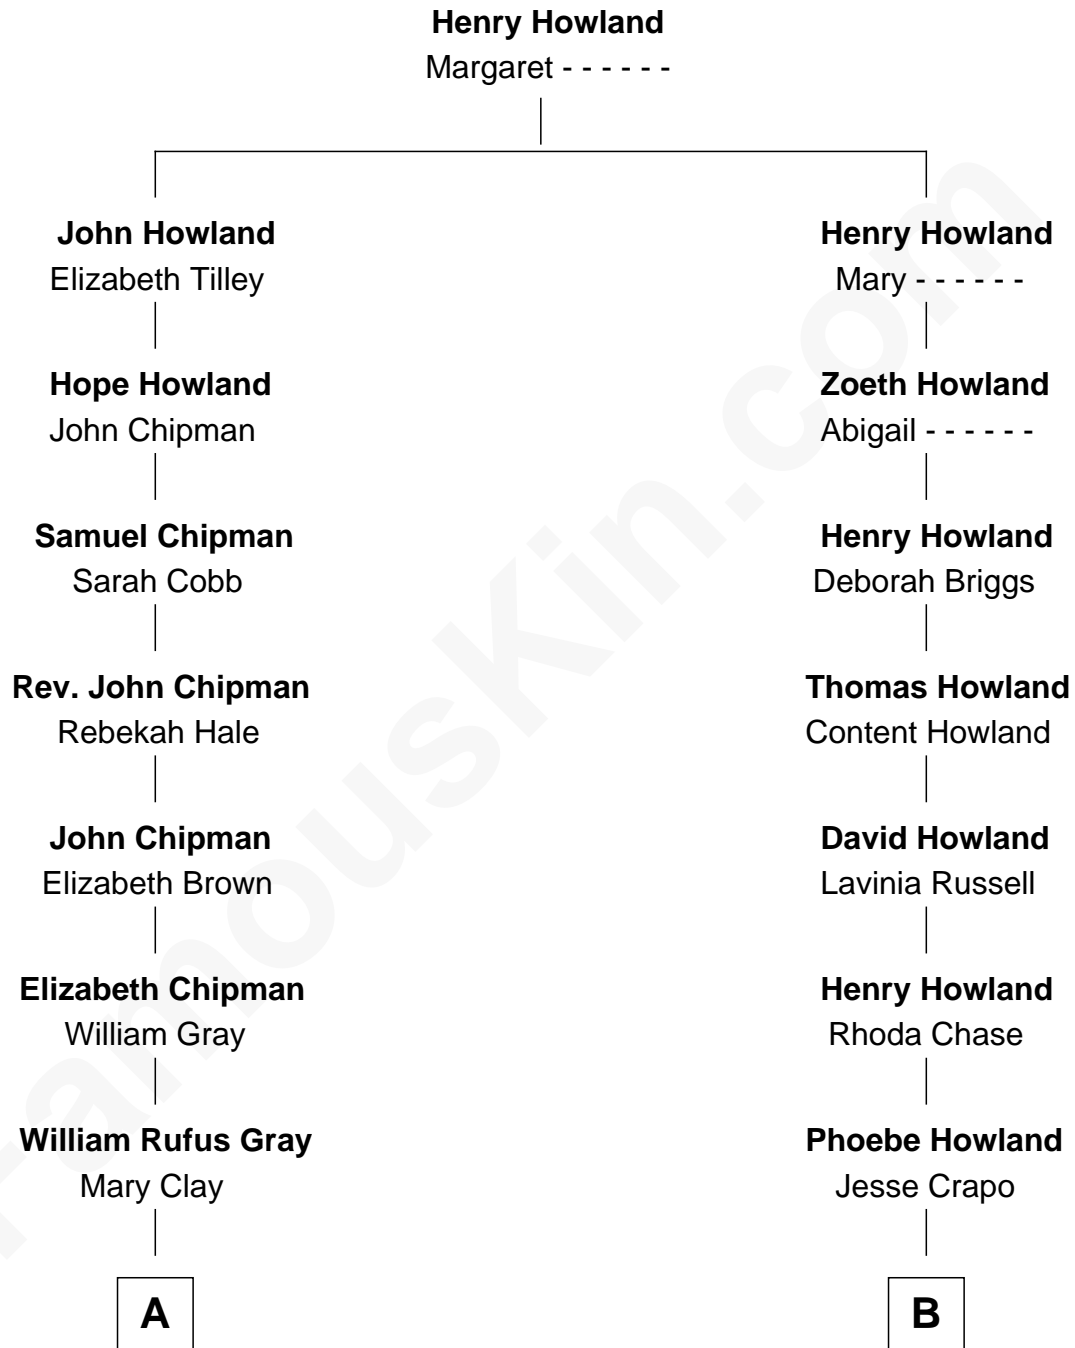 Henry Howland
Margaret - - - - - -
John Howland
Elizabeth Tilley
Hope Howland
John Chipman
Samuel Chipman
Sarah Cobb
Rev. John Chipman
Rebekah Hale
John Chipman
Elizabeth Brown
Elizabeth Chipman
William Gray
William Rufus Gray
Mary Clay
A
Henry Howland
Mary - - - - - -
Zoeth Howland
Abigail - - - - - -
Henry Howland
Deborah Briggs
Thomas Howland
Content Howland
David Howland
Lavinia Russell
Henry Howland
Rhoda Chase
Phoebe Howland
Jesse Crapo
B
FamousKin.com